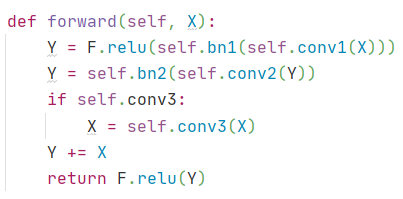 def forward(self, X):
    Y = F.relu(self.bn1(self.conv1(X)))
    Y = self.bn2(self.conv2(Y))
    if self.conv3:
        X = self.conv3(X)
    Y += X
    return F.relu(Y)